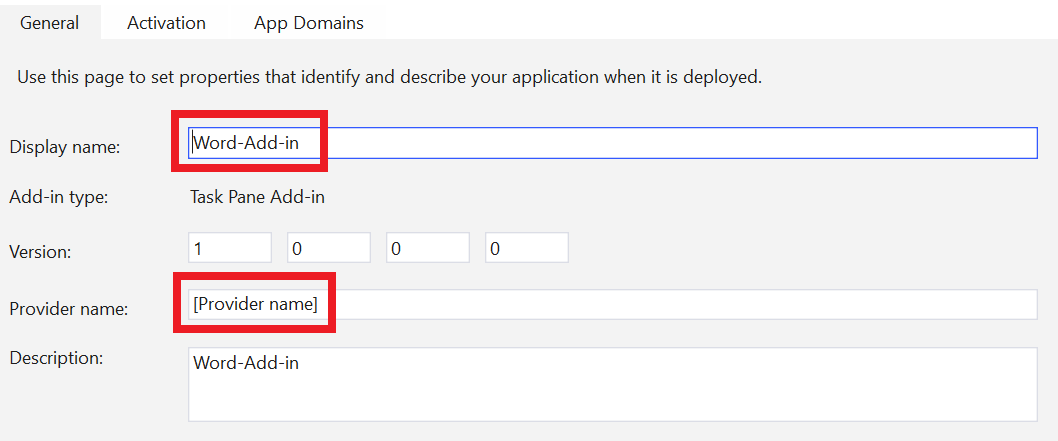 General Activation App Domains
Use this page to set properties that identify and describe your application when it is deployed.
Display name: Word-Add-in
Add-in type: Task Pane Add-in
Version: 1 0 0 0
Provider name: [Provider name]
Description: Word-Add-in